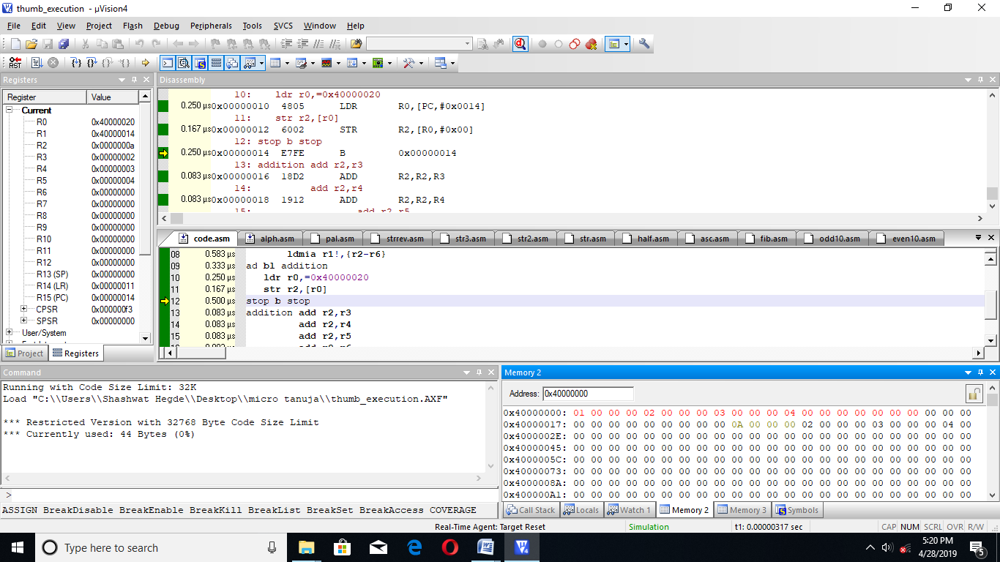 thumb_execution - µVision4
File Edit View Project Flash Debug Peripherals Tools SVCS Window Help
RST
Registers
Register Value
Current
R0 0x40000020
R1 0x40000014
R2 0x0000000a
R3 0x00000002
R4 0x00000003
R5 0x00000004
R6 0x00000000
R7 0x00000000
R8 0x00000000
R9 0x00000000
R10 0x00000000
R11 0x00000000
R12 0x00000000
R13 (SP) 0x00000000
R14 (LR) 0x00000011
R15 (PC) 0x00000014
CPSR 0x000000f3
SPSR 0x00000000
User/System
Project Registers
Disassembly
10: ldr r0,=0x40000020
0.250 µs 0x00000010 4805 LDR R0,[PC,#0x0014]
11: str r2,[r0]
0.167 µs 0x00000012 6002 STR R2,[R0,#0x00]
12: stop b stop
0.250 µs 0x00000014 E7FE B 0x00000014
13: addition add r2,r3
0.083 µs 0x00000016 18D2 ADD R2,R2,R3
14: add r2,r4
0.083 µs 0x00000018 1912 ADD R2,R2,R4
15: add r2,r5
code.asm alph.asm pal.asm strrev.asm str3.asm str2.asm str.asm half.asm asc.asm fib.asm odd10.asm even10.asm
08 0.583 µs ldmia r1!,{r2-r6}
09 0.333 µs ad bl addition
10 0.250 µs ldr r0,=0x40000020
11 0.167 µs str r2,[r0]
12 0.500 µs stop b stop
13 0.083 µs addition add r2,r3
14 0.083 µs add r2,r4
15 0.083 µs add r2,r5
Command
Running with Code Size Limit: 32K
Load "C:\\Users\\Shashwat Hegde\\Desktop\\micro tanuja\\thumb_execution.AXF"
*** Restricted Version with 32768 Byte Code Size Limit
*** Currently used: 44 Bytes (0%)
>
ASSIGN BreakDisable BreakEnable BreakKill BreakList BreakSet BreakAccess COVERAGE
Memory 2
Address: 0x40000000
0x40000000: 01 00 00 00 02 00 00 00 03 00 00 00 04 00 00 00 00 00 00 00 00 00 00
0x40000017: 00 00 00 00 00 00 00 00 00 0A 00 00 00 02 00 00 00 03 00 00 00 04 00
0x4000002E: 00 00 00 00 00 00 00 00 00 00 00 00 00 00 00 00 00 00 00 00 00 00 00
0x40000045: 00 00 00 00 00 00 00 00 00 00 00 00 00 00 00 00 00 00 00 00 00 00 00
0x4000005C: 00 00 00 00 00 00 00 00 00 00 00 00 00 00 00 00 00 00 00 00 00 00 00
0x40000073: 00 00 00 00 00 00 00 00 00 00 00 00 00 00 00 00 00 00 00 00 00 00 00
0x4000008A: 00 00 00 00 00 00 00 00 00 00 00 00 00 00 00 00 00 00 00 00 00 00 00
0x400000A1: 00 00 00 00 00 00 00 00 00 00 00 00 00 00 00 00 00 00 00 00 00 00 00
Call Stack Locals Watch 1 Memory 2 Memory 3 Symbols
Real-Time Agent: Target Reset Simulation t1: 0.00000317 sec CAP NUM SCRL OVR R/W
Type here to search
5:20 PM
4/28/2019
5